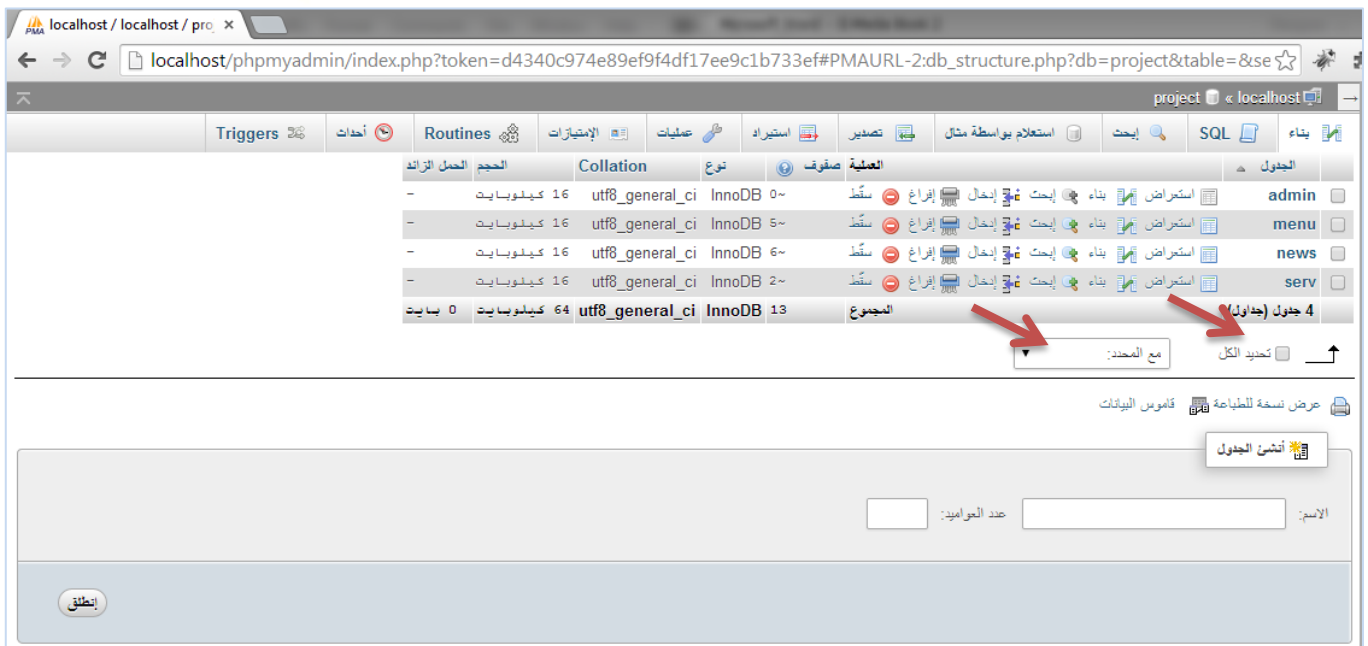 localhost / localhost / pro
localhost/phpmyadmin/index.php?token=d4340c974e89ef9f4df17ee9c1b733ef#PMAURL-2:db_structure.php?db=project&table=&se
project « localhost
بناء SQL إبحث استعلام بواسطة مثال تصدير استيراد عمليات الإمتيازات Routines أحداث Triggers
الجدول العملية صفوف نوع Collation الحجم الحمل الزائد
admin استعراض بناء إبحث إدخال إفراغ سقّط ~0 InnoDB utf8_general_ci 16 كيلوبايت -
menu استعراض بناء إبحث إدخال إفراغ سقّط ~5 InnoDB utf8_general_ci 16 كيلوبايت -
news استعراض بناء إبحث إدخال إفراغ سقّط ~6 InnoDB utf8_general_ci 16 كيلوبايت -
serv استعراض بناء إبحث إدخال إفراغ سقّط ~2 InnoDB utf8_general_ci 16 كيلوبايت -
4 جدول (جداول) المجموع 13 InnoDB utf8_general_ci 64 كيلوبايت 0 بايت
تحديد الكل مع المحدد:
عرض نسخة للطباعة قاموس البيانات
أنشئ الجدول
الاسم: عدد العواميد:
إنطلق